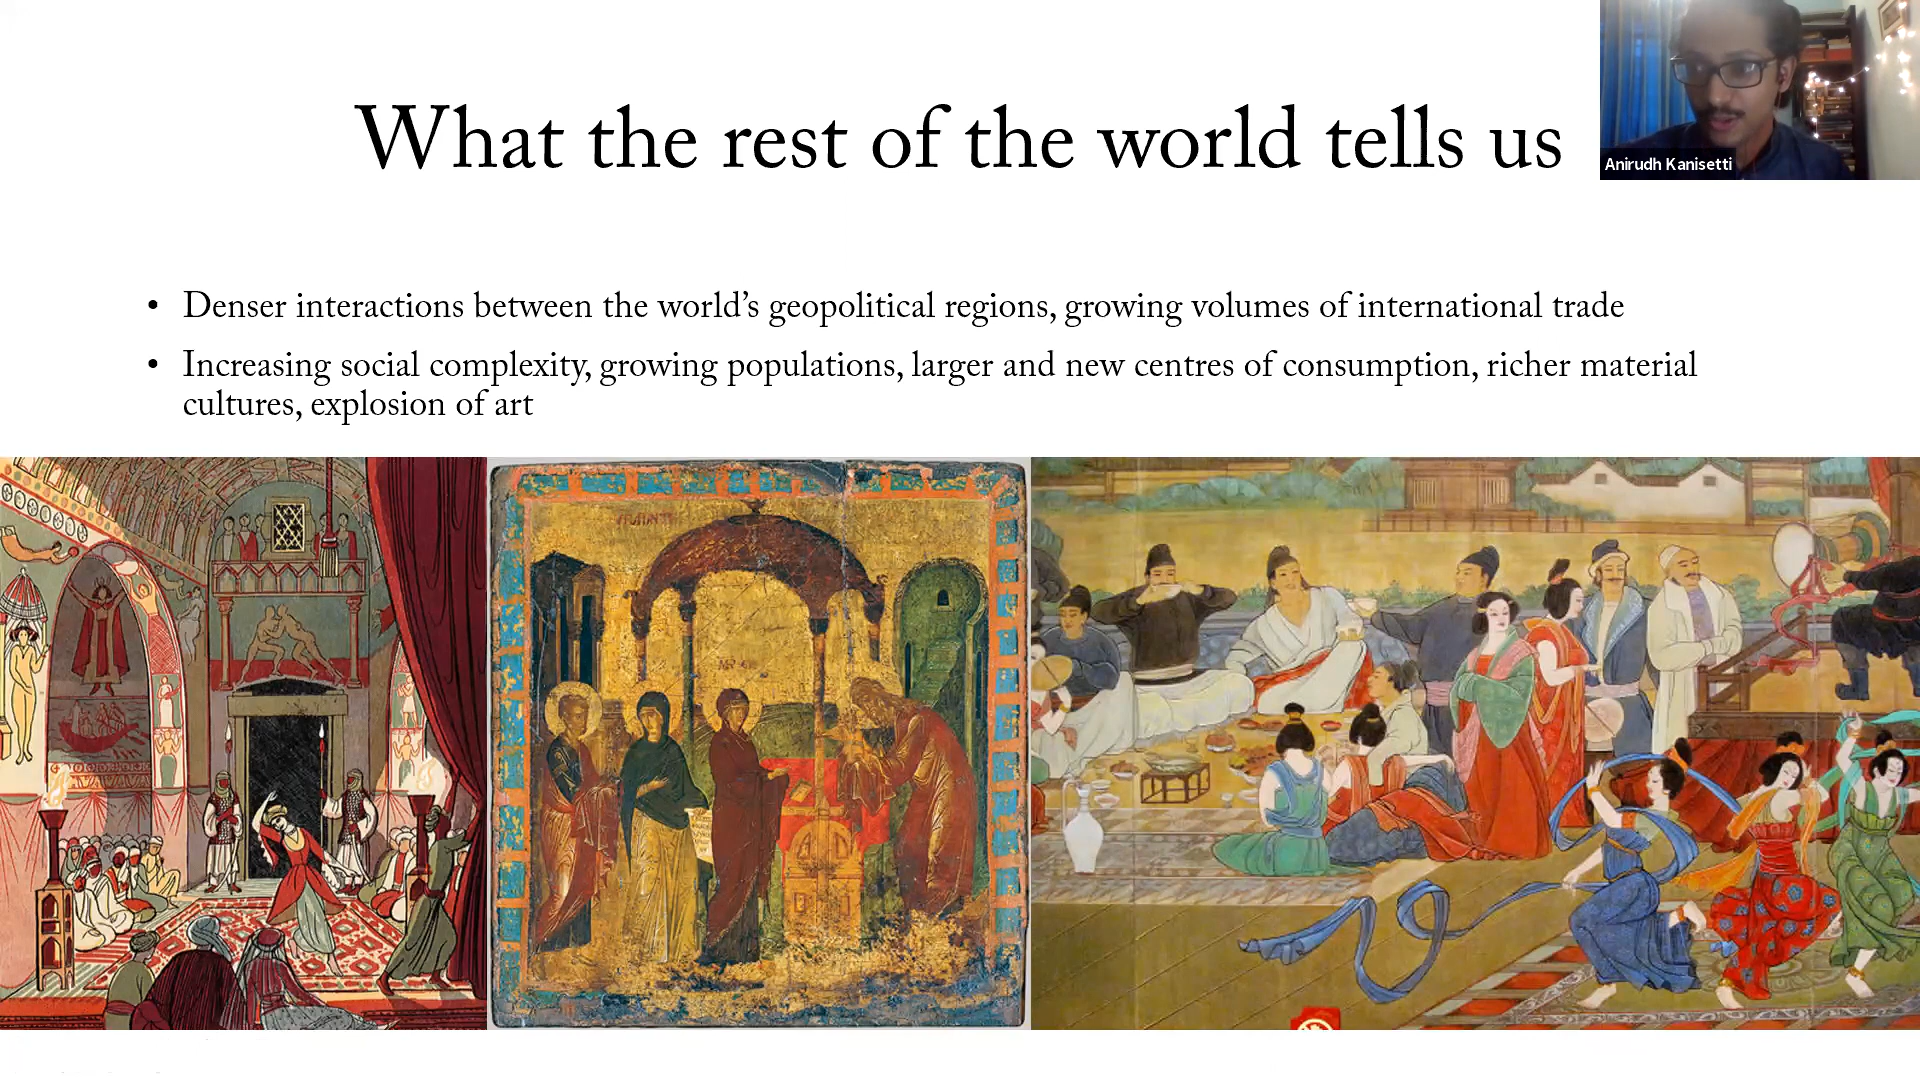 What the rest of the world tells us
Anirudh Kanisetti
• Denser interactions between the world’s geopolitical regions, growing volumes of international trade
• Increasing social complexity, growing populations, larger and new centres of consumption, richer material
cultures, explosion of art